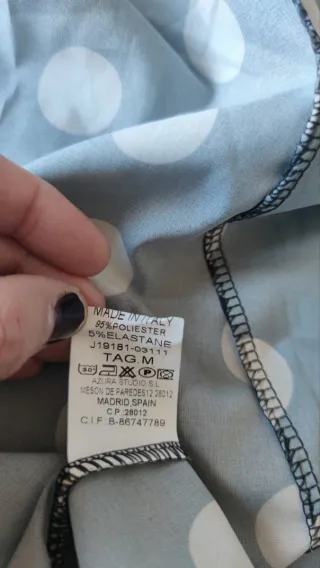 MADE IN ITALY
95%POLIESTER
5%ELASTANE
J19181-03111
TAG.M
30°
AZURA STUDIO S.L
MESON DE PAREDES12 28012
MADRID,SPAIN
C.P.:28012
C.I.F.:B-86747789